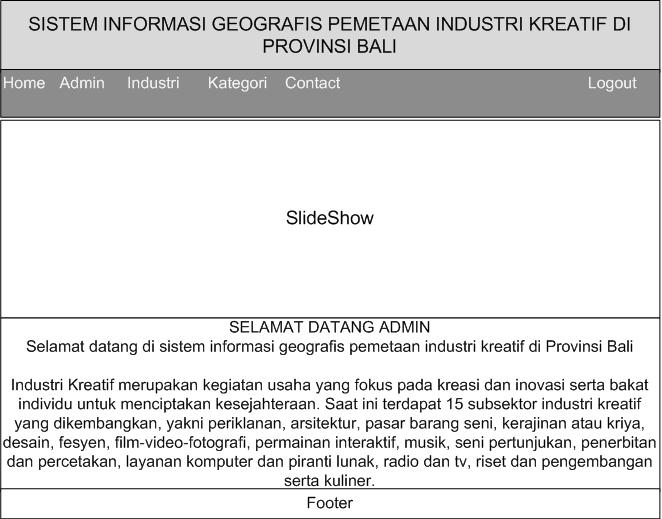 SISTEM INFORMASI GEOGRAFIS PEMETAAN INDUSTRI KREATIF DI
PROVINSI BALI
Home Admin Industri Kategori Contact Logout
SlideShow
SELAMAT DATANG ADMIN
Selamat datang di sistem informasi geografis pemetaan industri kreatif di Provinsi Bali
Industri Kreatif merupakan kegiatan usaha yang fokus pada kreasi dan inovasi serta bakat
individu untuk menciptakan kesejahteraan. Saat ini terdapat 15 subsektor industri kreatif
yang dikembangkan, yakni periklanan, arsitektur, pasar barang seni, kerajinan atau kriya,
desain, fesyen, film-video-fotografi, permainan interaktif, musik, seni pertunjukan, penerbitan
dan percetakan, layanan komputer dan piranti lunak, radio dan tv, riset dan pengembangan
serta kuliner.
Footer